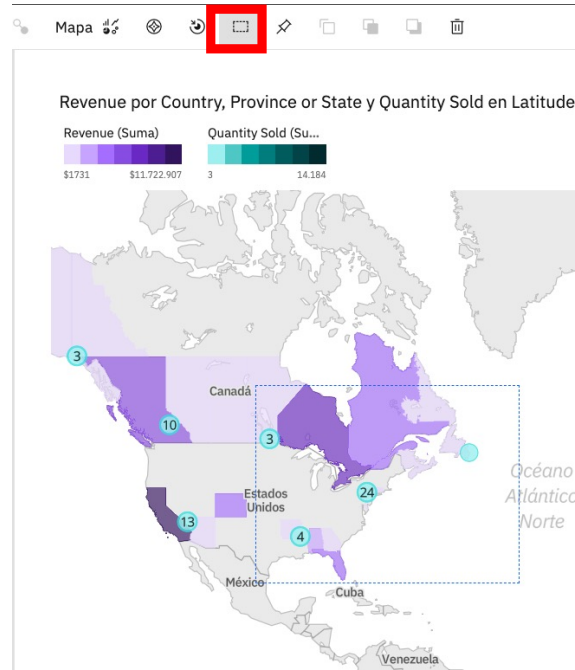 Mapa
Revenue por Country, Province or State y Quantity Sold en Latitude
Revenue (Suma)
Quantity Sold (Su...
$1731
$11.722.907
3
14.184
3
Canadá
10
3
24
Océano
Atlántico
Norte
Estados
Unidos
13
4
México
Cuba
Venezuela